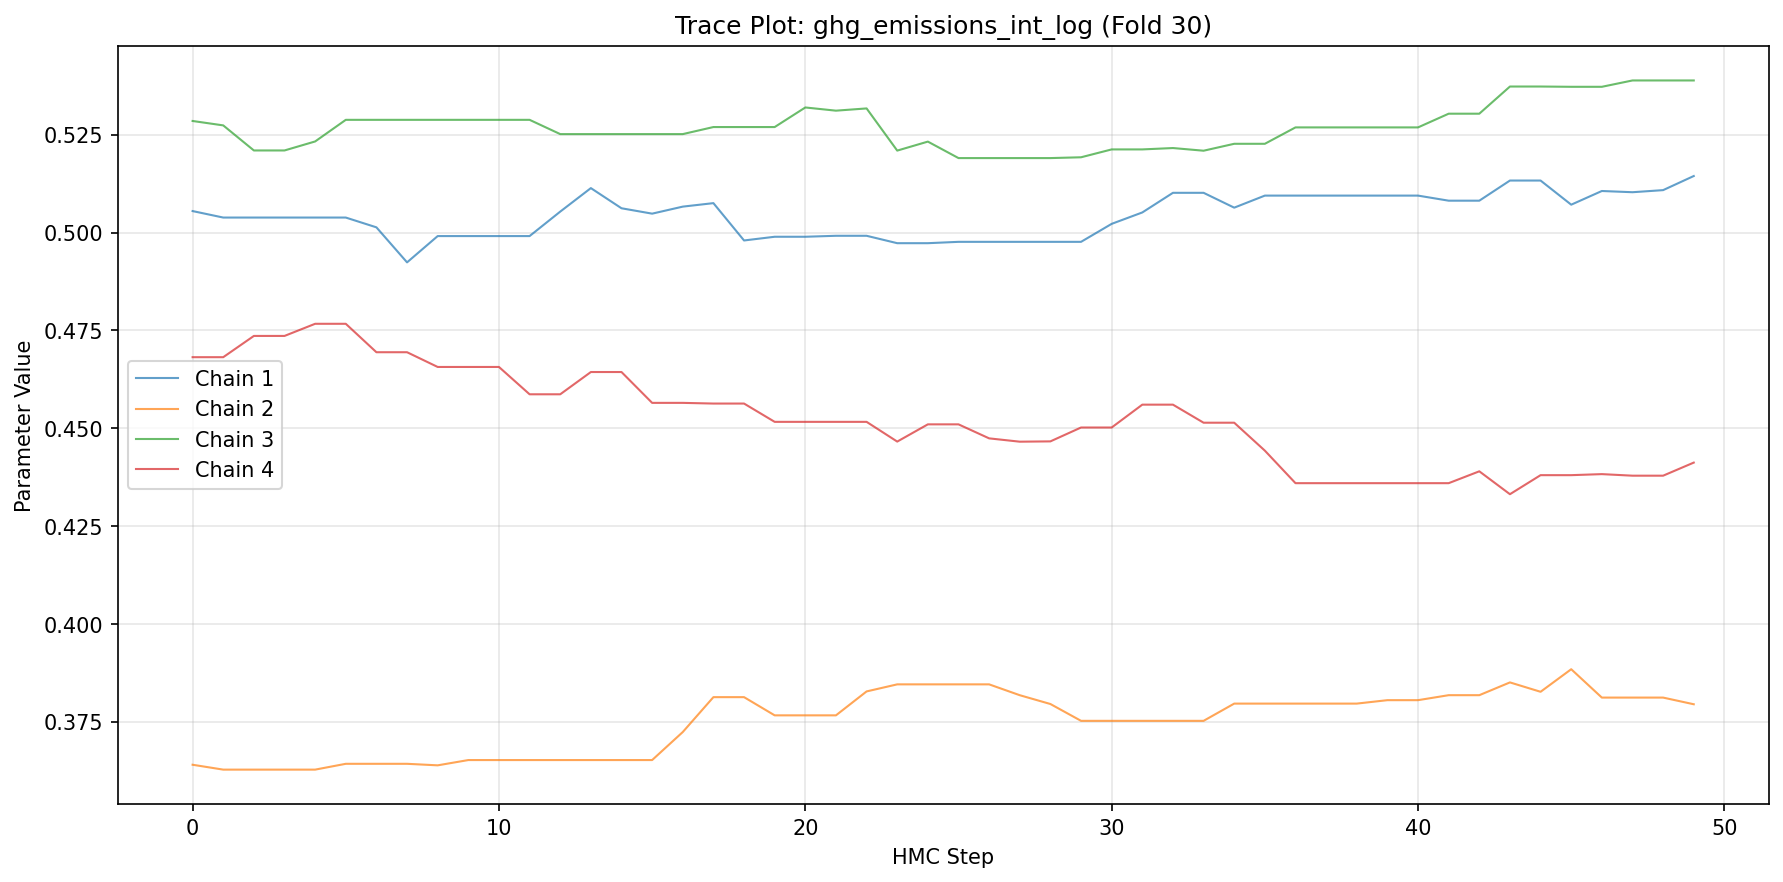 Trace Plot: ghg_emissions_int_log (Fold 30)
Parameter Value
0.525
0.500
0.475
0.450
0.425
0.400
0.375
Chain 1
Chain 2
Chain 3
Chain 4
0 10 20 30 40 50
HMC Step